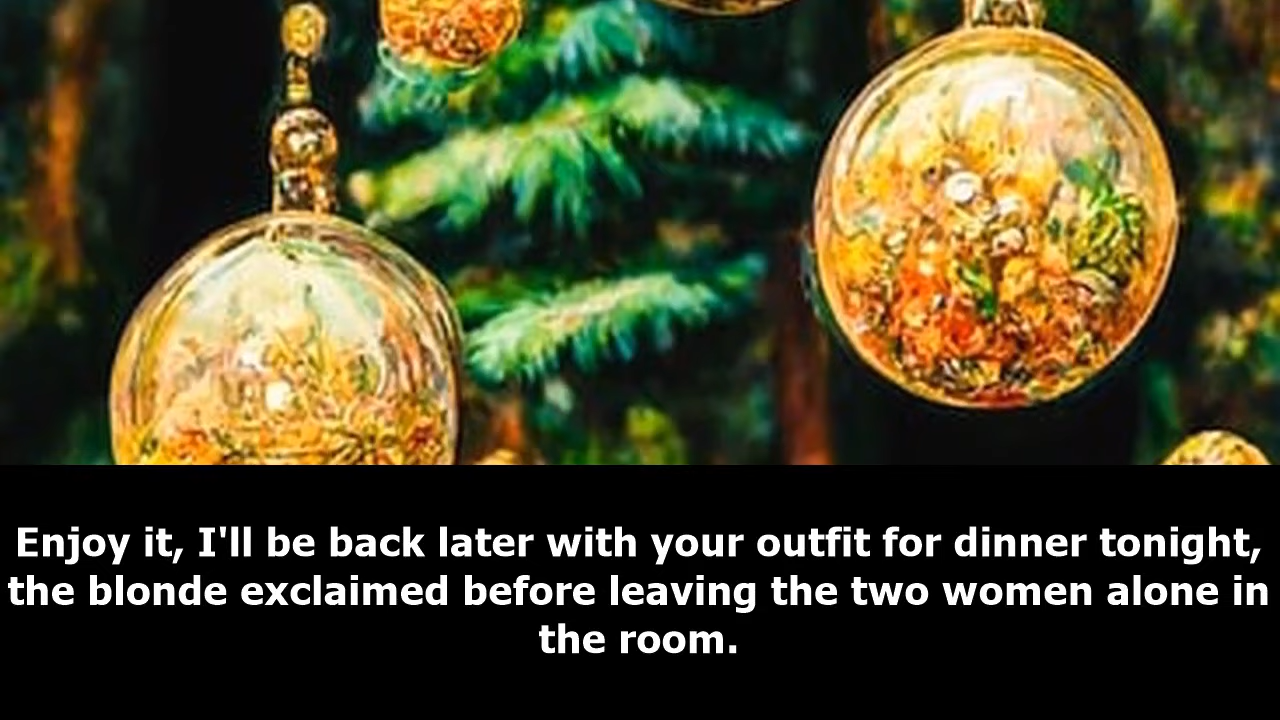 Enjoy it, I'll be back later with your outfit for dinner tonight,
the blonde exclaimed before leaving the two women alone in
the room.